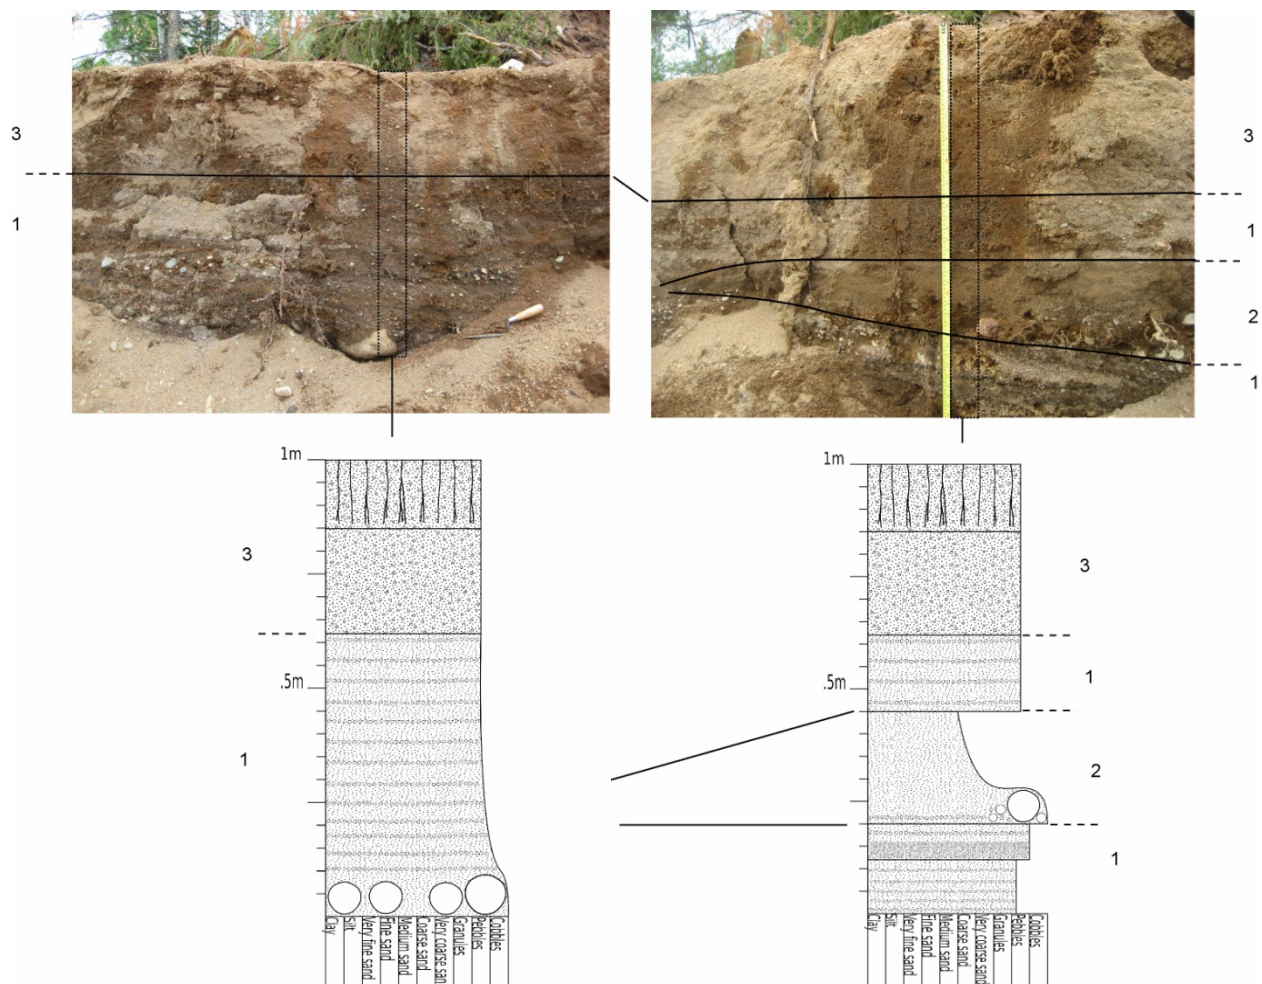 3
1
3
1
2
1
1m
3
.5m
1
Clay
Silt
Very fine sand
Fine sand
Medium sand
Coarse sand
Very coarse san
Granules
Pebbles
Cobbles
1m
3
.5m
1
2
1
Clay
Silt
Very fine sand
Fine sand
Medium sand
Coarse sand
Very coarse sand
Granules
Pebbles
Cobbles